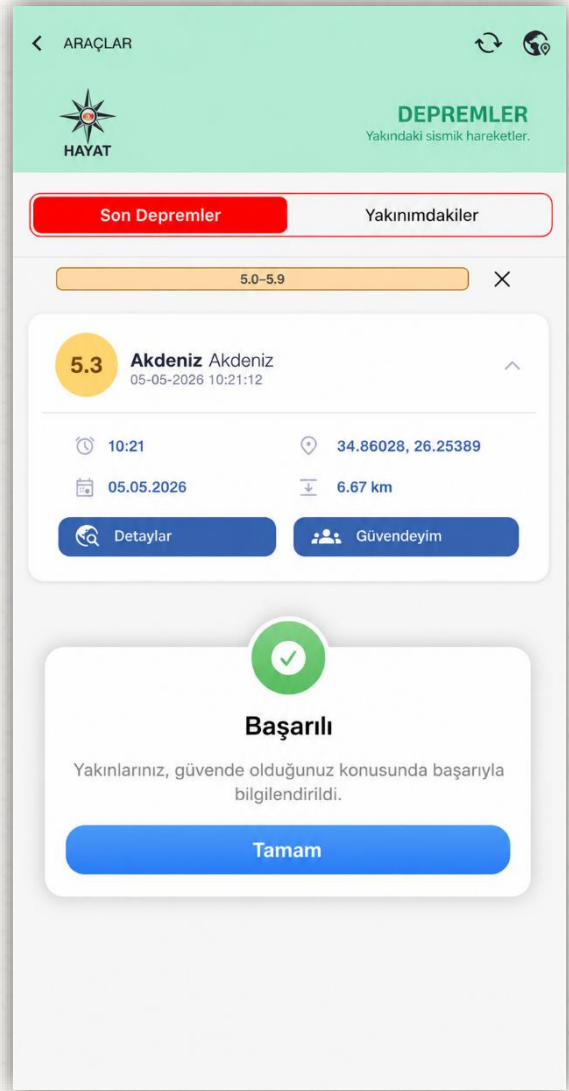 ARAÇLAR
HAYAT
DEPREMLER
Yakındaki sismik hareketler.
Son Depremler
Yakınımdakiler
5.0–5.9
5.3
Akdeniz Akdeniz
05-05-2026 10:21:12
10:21
34.86028, 26.25389
05.05.2026
6.67 km
Detaylar
Güvendeyim
Başarılı
Yakınlarınız, güvende olduğunuz konusunda başarıyla
bilgilendirildi.
Tamam